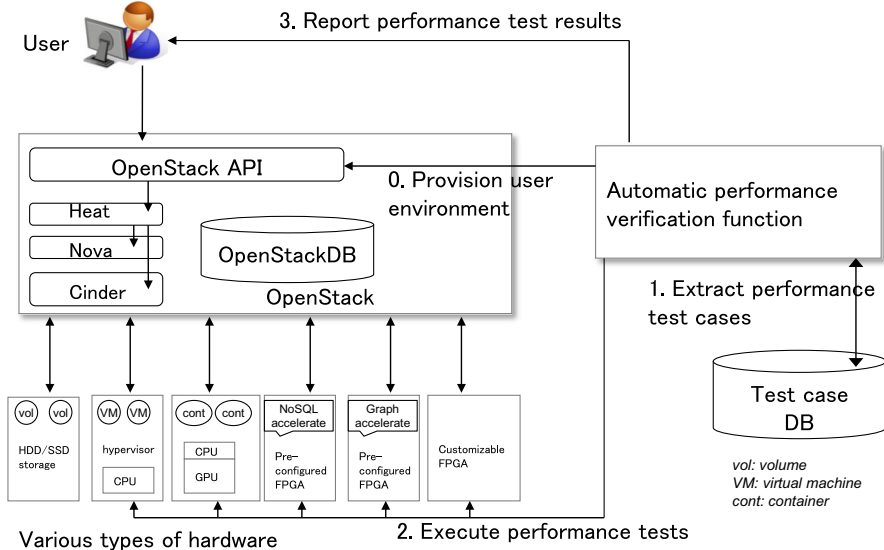 3. Report performance test results
User
OpenStack API
0. Provision user
environment
Automatic performance
verification function
Heat
Nova
Cinder
OpenStackDB
OpenStack
1. Extract performance
test cases
Test case
DB
vol
vol
HDD/SSD
storage
VM
VM
hypervisor
CPU
cont
cont
CPU
GPU
NoSQL
accelerate
Pre-
configured
FPGA
Graph
accelerate
Pre-
configured
FPGA
Customizable
FPGA
vol: volume
VM: virtual machine
cont: container
Various types of hardware
2. Execute performance tests